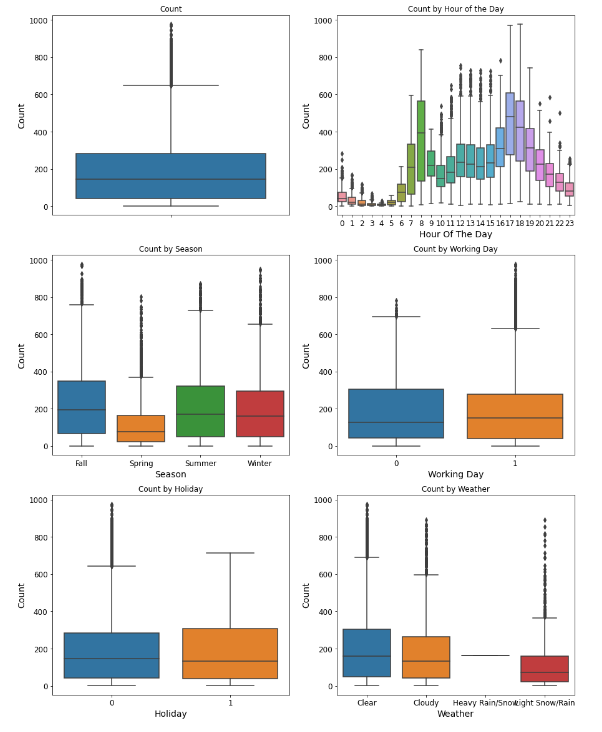 Count
Count by Hour of the Day
1000
800
600
400
200
0
Count
1000
800
600
400
200
0
Count
0 1 2 3 4 5 6 7 8 9 10 11 12 13 14 15 16 17 18 19 20 21 22 23
Hour Of The Day
Count by Season
Count by Working Day
1000
800
600
400
200
0
Count
Fall Spring Summer Winter
Season
1000
800
600
400
200
0
Count
0 1
Working Day
Count by Holiday
Count by Weather
1000
800
600
400
200
0
Count
0 1
Holiday
1000
800
600
400
200
0
Count
Clear Cloudy Heavy Rain/Snow Light Snow/Rain
Weather